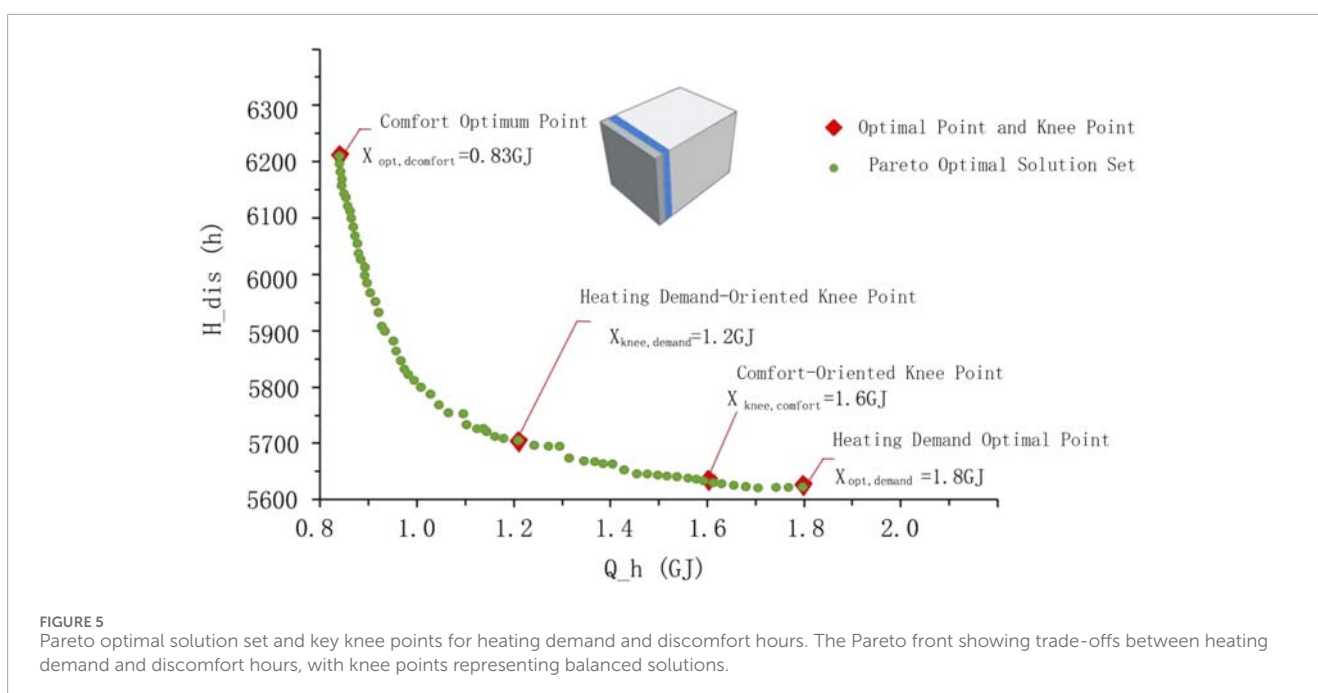 6300
6200
6100
6000
5900
5800
5700
5600
H_dis (h)
0.8 1.0 1.2 1.4 1.6 1.8 2.0
Q_h (GJ)
Comfort Optimum Point
X opt,dcomfort=0.83GJ
Optimal Point and Knee Point
Pareto Optimal Solution Set
Heating Demand-Oriented Knee Point
Xknee,demand=1.2GJ
Comfort-Oriented Knee Point
X knee,comfort=1.6GJ
Heating Demand Optimal Point
Xopt,demand =1.8GJ
FIGURE 5
Pareto optimal solution set and key knee points for heating demand and discomfort hours. The Pareto front showing trade-offs between heating
demand and discomfort hours, with knee points representing balanced solutions.